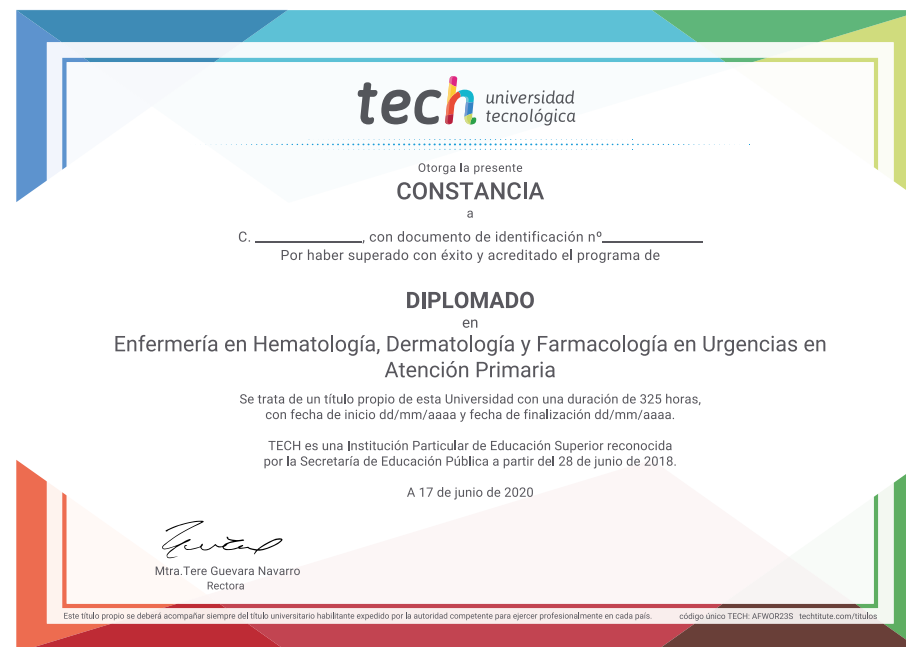 tech universidad
tecnológica
Otorga la presente
CONSTANCIA
a
C. ____________, con documento de identificación nº____________
Por haber superado con éxito y acreditado el programa de
DIPLOMADO
en
Enfermería en Hematología, Dermatología y Farmacología en Urgencias en
Atención Primaria
Se trata de un título propio de esta Universidad con una duración de 325 horas,
con fecha de inicio dd/mm/aaaa y fecha de finalización dd/mm/aaaa.
TECH es una Institución Particular de Educación Superior reconocida
por la Secretaría de Educación Pública a partir del 28 de junio de 2018.
A 17 de junio de 2020
Mtra.Tere Guevara Navarro
Rectora
Este título propio se deberá acompañar siempre del título universitario habilitante expedido por la autoridad competente para ejercer profesionalmente en cada país. código único TECH: AFWOR23S techtitute.com/titulos